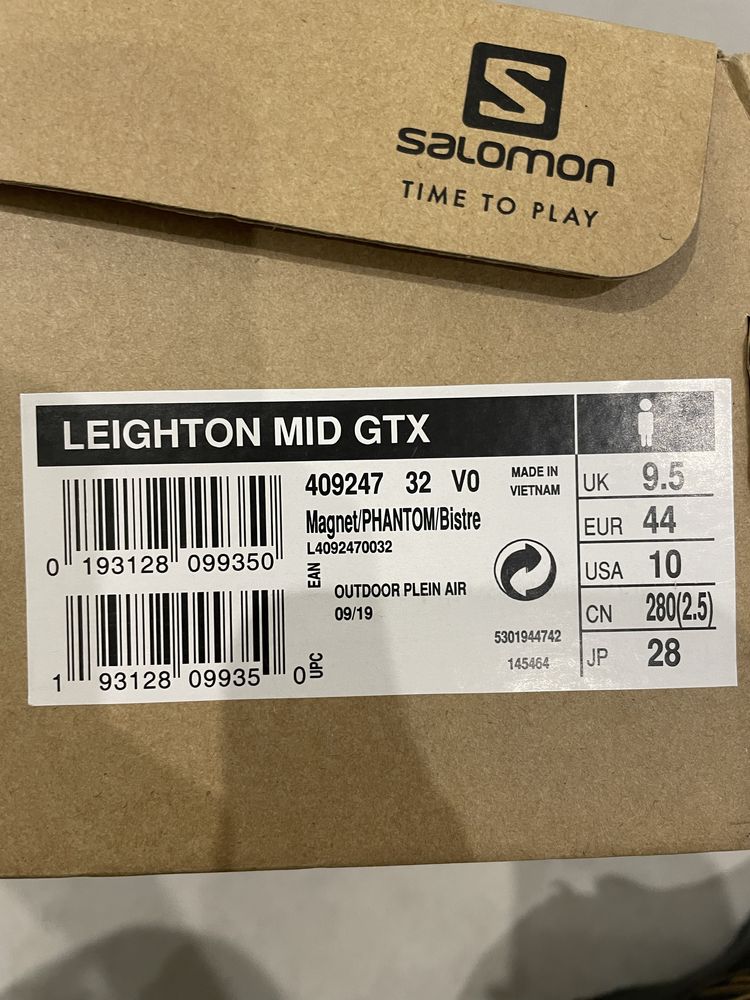 S
SALOMON
TIME TO PLAY
LEIGHTON MID GTX
409247 32 V0
Magnet/PHANTOM/Bistre
L4092470032
MADE IN
VIETNAM
0 193128 099350
EAN
OUTDOOR PLEIN AIR
09/19
1 93128 09935 0
UPC
5301944742
145464
UK 9.5
EUR 44
USA 10
CN 280(2.5)
JP 28